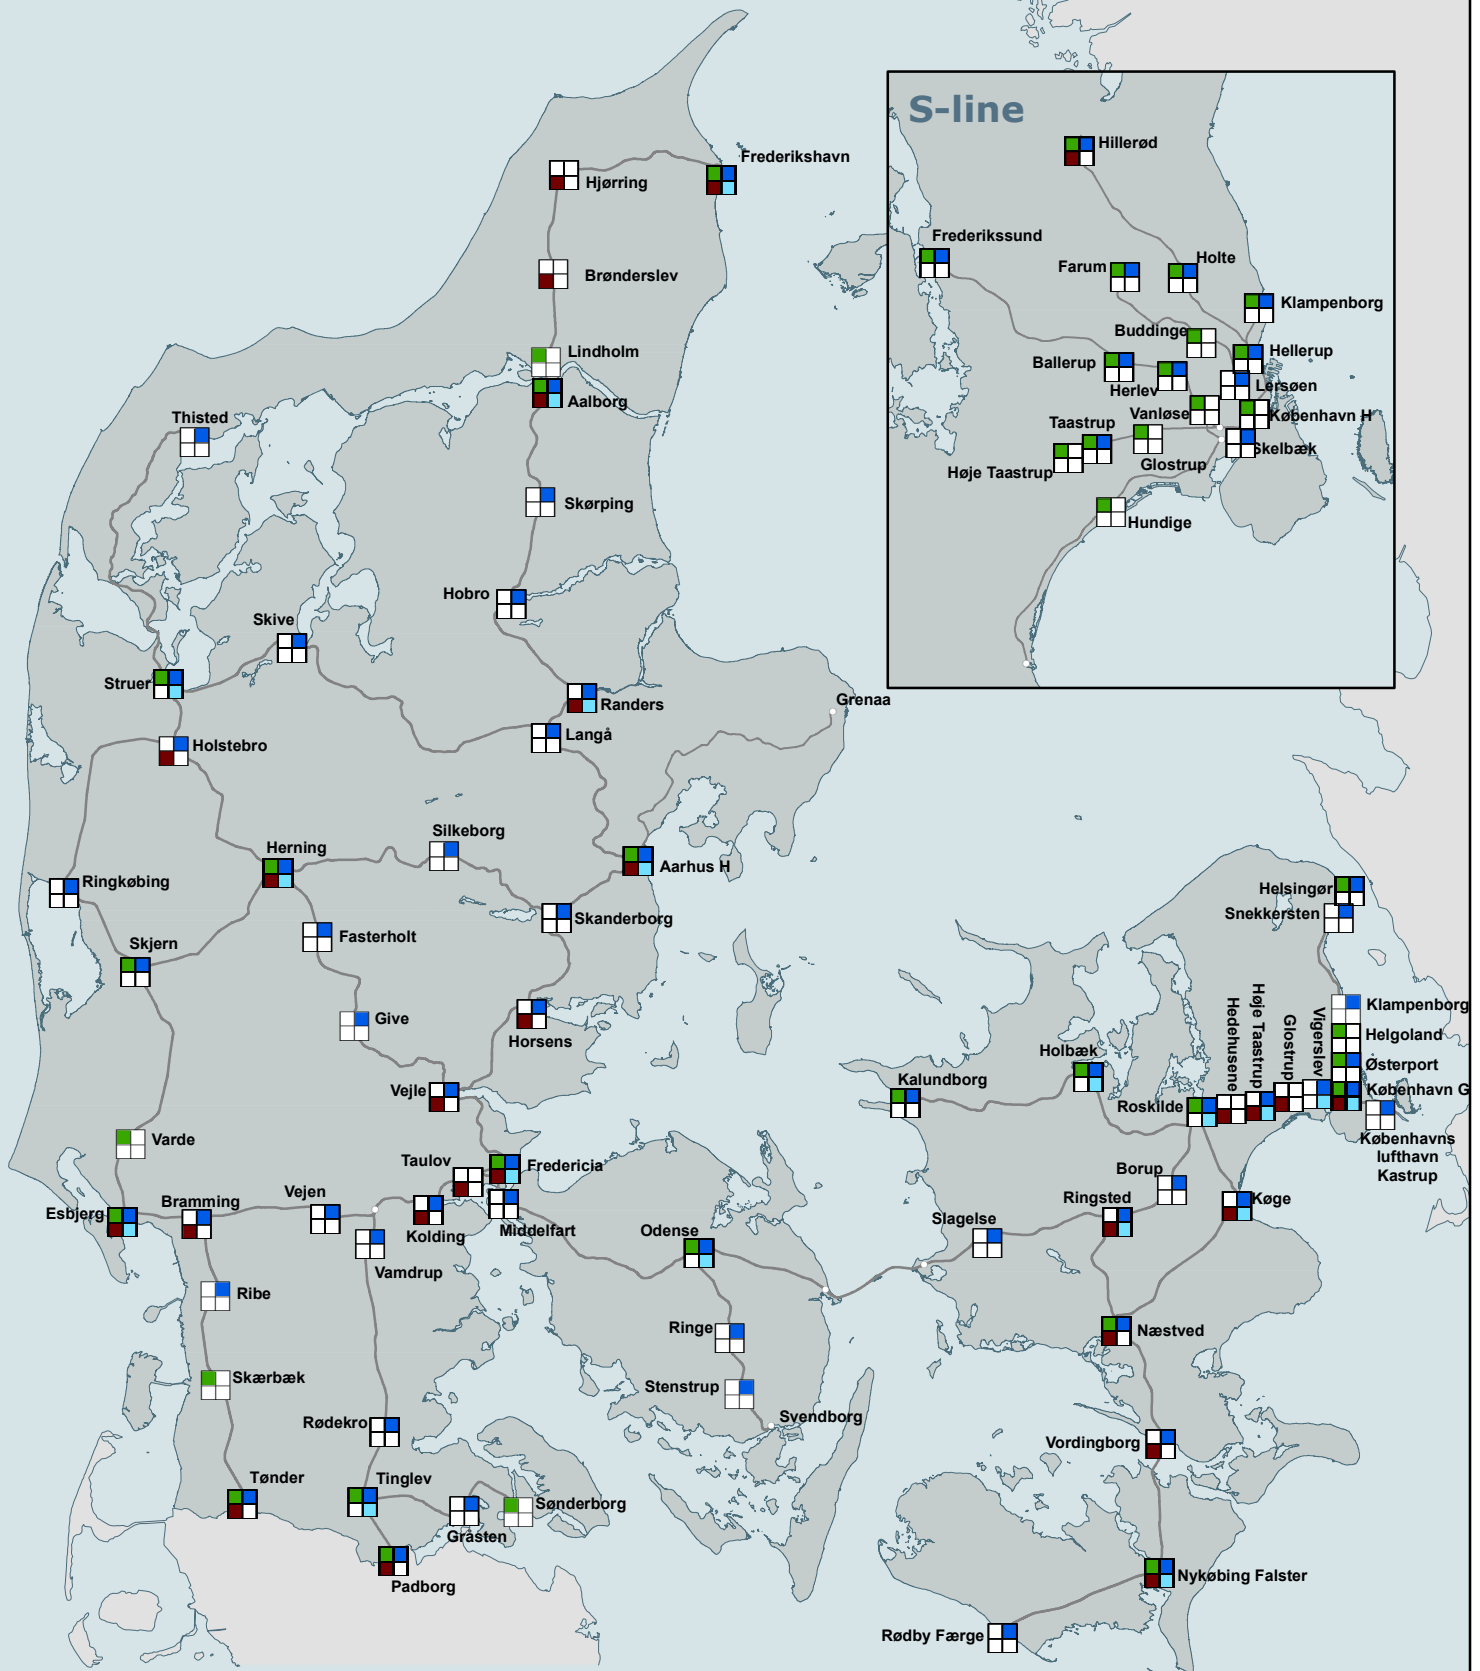 S-line
Hillerød
Frederikshavn
Hjørring
Frederikssund
Holte
Farum
Brønderslev
Klampenborg
Buddinge
Hellerup
Lindholm
Ballerup
Lersøen
Herlev
Aalborg
Vanløse
København H
Thisted
Taastrup
Skelbæk
Glostrup
Høje Taastrup
Skørping
Hundige
Hobro
Skive
Struer
Grenaa
Randers
Langå
Holstebro
Silkeborg
Herning
Aarhus H
Ringkøbing
Helsingør
Snekkersten
Skanderborg
Fasterholt
Skjern
Klampenborg
Give
Helgoland
Horsens
Hedehusene
Høje Taastrup
Glostrup
Vigerslev
Holbæk
Østerport
Kalundborg
København G
Vejle
Roskilde
Varde
Københavns
lufthavn
Kastrup
Taulov
Fredericia
Borup
Vejen
Bramming
Ringsted
Køge
Esbjerg
Slagelse
Kolding
Middelfart
Odense
Vamdrup
Ribe
Ringe
Næstved
Skærbæk
Stenstrup
Svendborg
Rødekro
Vordingborg
Tønder
Tinglev
Sønderborg
Gråsten
Padborg
Nykøbing Falster
Rødby Færge